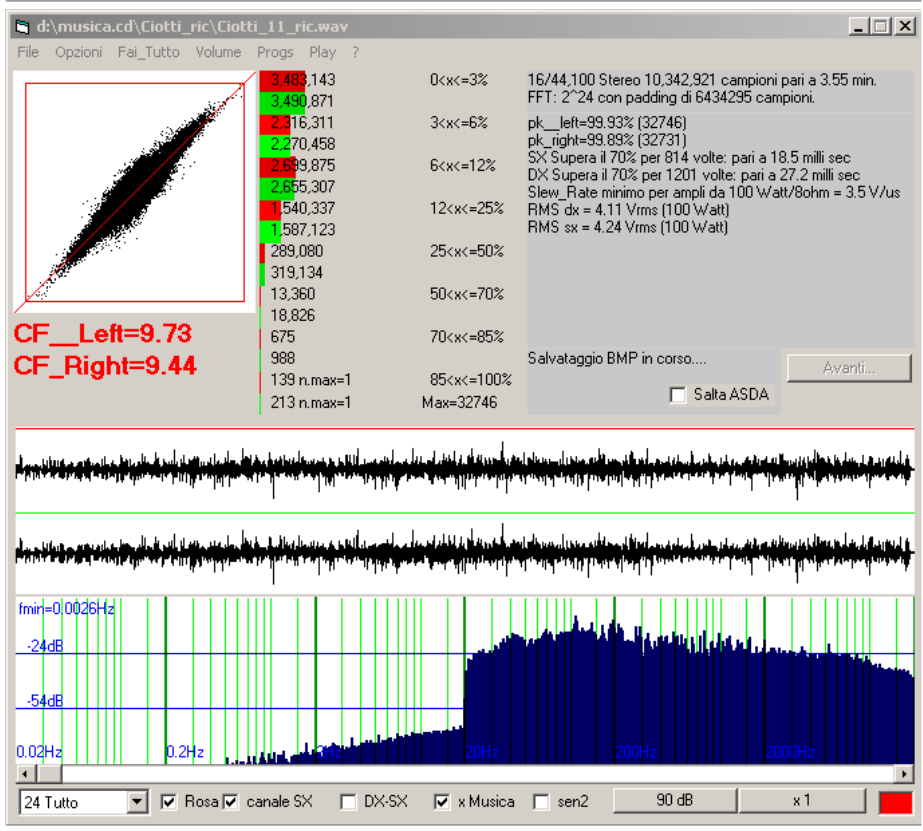 d:\musica.cd\Ciotti_ric\Ciotti_11_ric.wav
File Opzioni Fai_Tutto Volume Progs Play ?
3,483,143 0<x<=3%
3,490,871
2,316,311 3<x<=6%
2,270,458
2,699,875 6<x<=12%
2,655,307
1,540,337 12<x<=25%
1,587,123
289,080 25<x<=50%
319,134
13,360 50<x<=70%
18,826
675 70<x<=85%
988
139 n.max=1 85<x<=100%
213 n.max=1 Max=32746
CF__Left=9.73
CF_Right=9.44
16/44,100 Stereo 10,342,921 campioni pari a 3.55 min.
FFT: 2^24 con padding di 6434295 campioni.
pk__left=99.93% (32746)
pk_right=99.89% (32731)
SX Supera il 70% per 814 volte: pari a 18.5 milli sec
DX Supera il 70% per 1201 volte: pari a 27.2 milli sec
Slew_Rate minimo per ampli da 100 Watt/8ohm = 3.5 V/us
RMS dx = 4.11 Vrms (100 Watt)
RMS sx = 4.24 Vrms (100 Watt)
Salvataggio BMP in corso....
Avanti...
Salta ASDA
fmin=0.0026Hz
-24dB
-54dB
0.02Hz 0.2Hz 20Hz 200Hz 2000Hz
24 Tutto Rosa canale SX DX-SX x Musica sen2 90 dB x 1